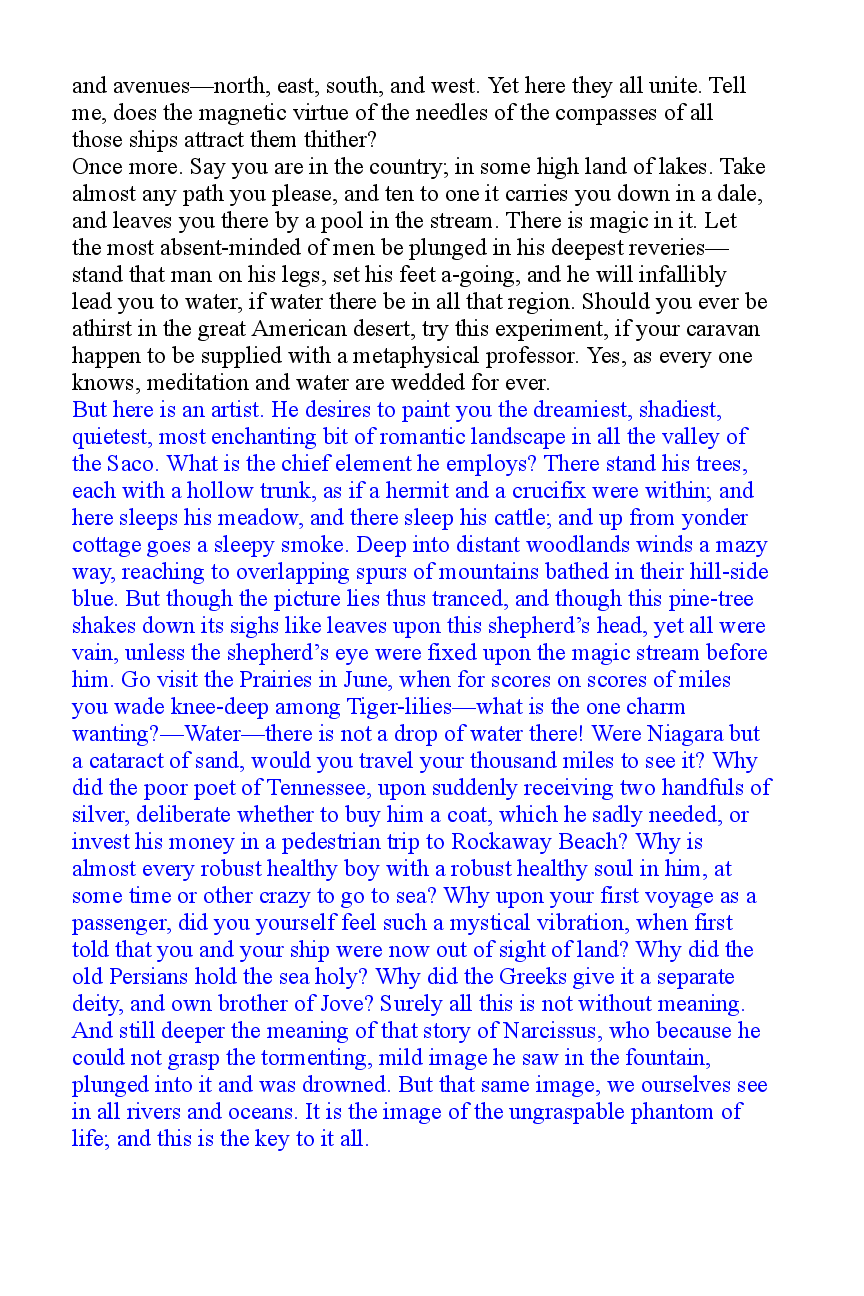 and avenues—north, east, south, and west. Yet here they all unite. Tell
me, does the magnetic virtue of the needles of the compasses of all
those ships attract them thither?
Once more. Say you are in the country; in some high land of lakes. Take
almost any path you please, and ten to one it carries you down in a dale,
and leaves you there by a pool in the stream. There is magic in it. Let
the most absent-minded of men be plunged in his deepest reveries—
stand that man on his legs, set his feet a-going, and he will infallibly
lead you to water, if water there be in all that region. Should you ever be
athirst in the great American desert, try this experiment, if your caravan
happen to be supplied with a metaphysical professor. Yes, as every one
knows, meditation and water are wedded for ever.
But here is an artist. He desires to paint you the dreamiest, shadiest,
quietest, most enchanting bit of romantic landscape in all the valley of
the Saco. What is the chief element he employs? There stand his trees,
each with a hollow trunk, as if a hermit and a crucifix were within; and
here sleeps his meadow, and there sleep his cattle; and up from yonder
cottage goes a sleepy smoke. Deep into distant woodlands winds a mazy
way, reaching to overlapping spurs of mountains bathed in their hill-side
blue. But though the picture lies thus tranced, and though this pine-tree
shakes down its sighs like leaves upon this shepherd’s head, yet all were
vain, unless the shepherd’s eye were fixed upon the magic stream before
him. Go visit the Prairies in June, when for scores on scores of miles
you wade knee-deep among Tiger-lilies—what is the one charm
wanting?—Water—there is not a drop of water there! Were Niagara but
a cataract of sand, would you travel your thousand miles to see it? Why
did the poor poet of Tennessee, upon suddenly receiving two handfuls of
silver, deliberate whether to buy him a coat, which he sadly needed, or
invest his money in a pedestrian trip to Rockaway Beach? Why is
almost every robust healthy boy with a robust healthy soul in him, at
some time or other crazy to go to sea? Why upon your first voyage as a
passenger, did you yourself feel such a mystical vibration, when first
told that you and your ship were now out of sight of land? Why did the
old Persians hold the sea holy? Why did the Greeks give it a separate
deity, and own brother of Jove? Surely all this is not without meaning.
And still deeper the meaning of that story of Narcissus, who because he
could not grasp the tormenting, mild image he saw in the fountain,
plunged into it and was drowned. But that same image, we ourselves see
in all rivers and oceans. It is the image of the ungraspable phantom of
life; and this is the key to it all.